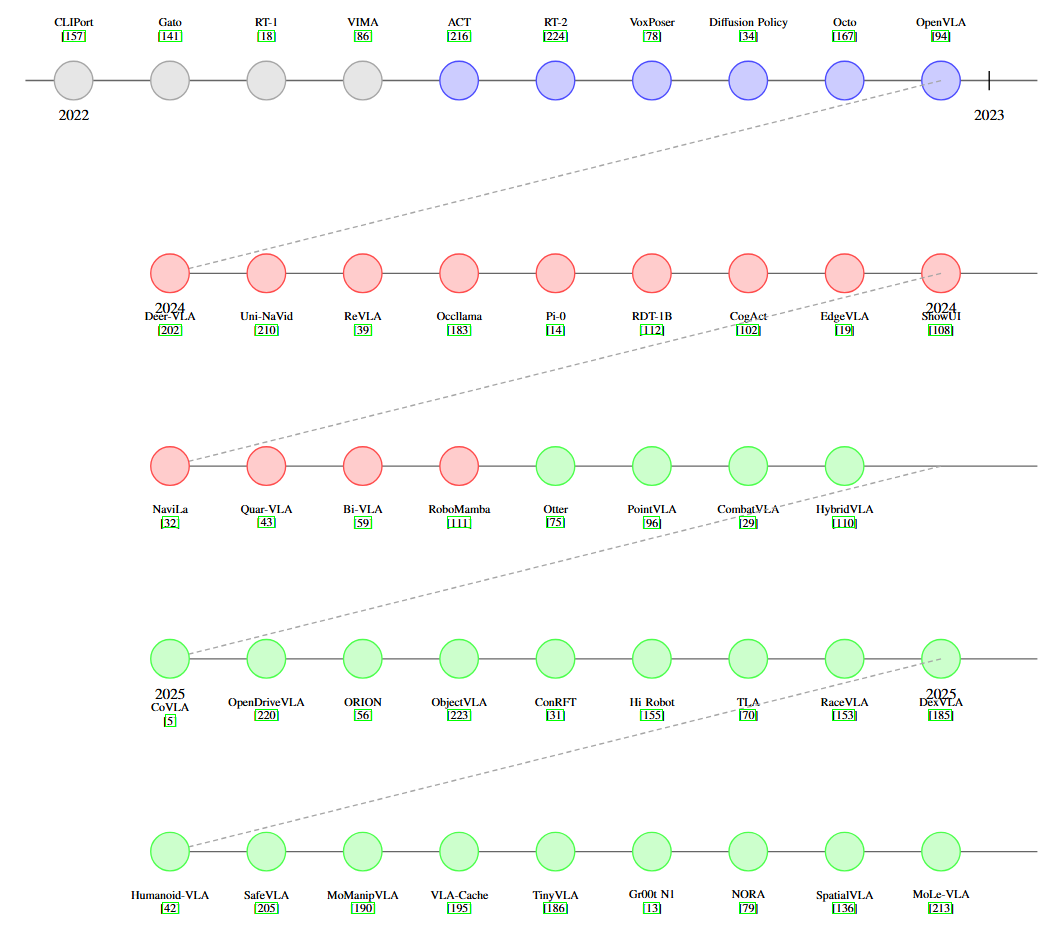 CLIPort Gato RT-1 VIMA ACT RT-2 VoxPoser Diffusion Policy Octo OpenVLA
[157] [141] [18] [86] [216] [224] [78] [34] [167] [94]
2022 2023
2024 2024
Deer-VLA Uni-NaVid ReVLA Occllama Pi-0 RDT-1B CogAct EdgeVLA ShowUI
[202] [210] [39] [183] [14] [112] [102] [19] [108]
NaviLa Quar-VLA Bi-VLA RoboMamba Otter PointVLA CombatVLA HybridVLA
[32] [43] [59] [111] [75] [96] [29] [110]
2025 2025
CoVLA OpenDriveVLA ORION ObjectVLA ConRFT Hi Robot TLA RaceVLA DexVLA
[5] [220] [56] [223] [31] [155] [70] [153] [185]
Humanoid-VLA SafeVLA MoManipVLA VLA-Cache TinyVLA Gr00t N1 NORA SpatialVLA MoLe-VLA
[42] [205] [190] [195] [186] [13] [79] [136] [213]